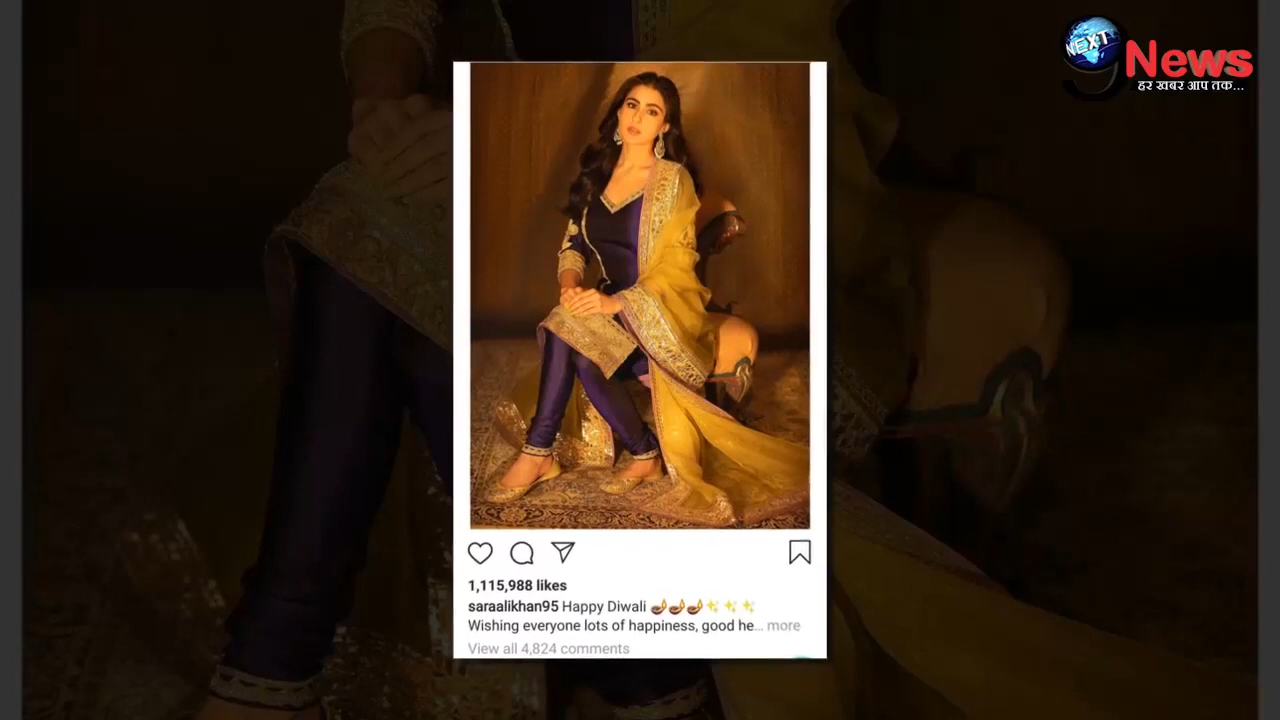 NEXT
9 News
हर खबर आप तक...
1,115,988 likes
saraalikhan95 Happy Diwali 🪔🪔🪔✨✨✨
Wishing everyone lots of happiness, good he... more
View all 4,824 comments